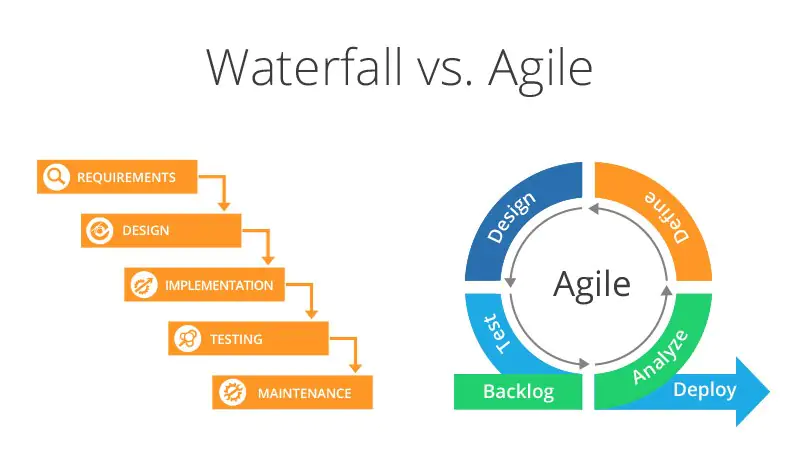 Waterfall vs. Agile
REQUIREMENTS
DESIGN
IMPLEMENTATION
TESTING
MAINTENANCE
Design
Define
Agile
Test
Analyze
Backlog
Deploy